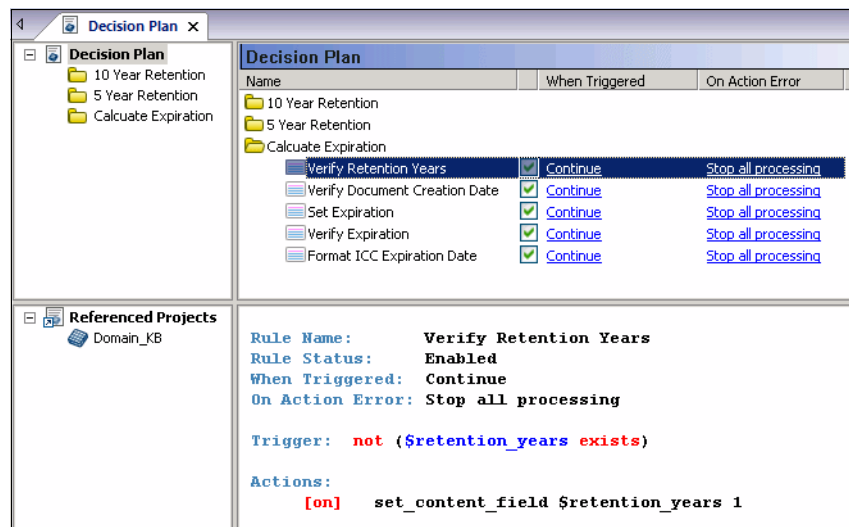 Decision Plan
Decision Plan
10 Year Retention
5 Year Retention
Calcuate Expiration
Decision Plan
Name When Triggered On Action Error
10 Year Retention
5 Year Retention
Calcuate Expiration
Verify Retention Years Continue Stop all processing
Verify Document Creation Date Continue Stop all processing
Set Expiration Continue Stop all processing
Verify Expiration Continue Stop all processing
Format ICC Expiration Date Continue Stop all processing
Referenced Projects
Domain_KB
Rule Name: Verify Retention Years
Rule Status: Enabled
When Triggered: Continue
On Action Error: Stop all processing
Trigger: not ($retention_years exists)
Actions:
[on] set_content_field $retention_years 1